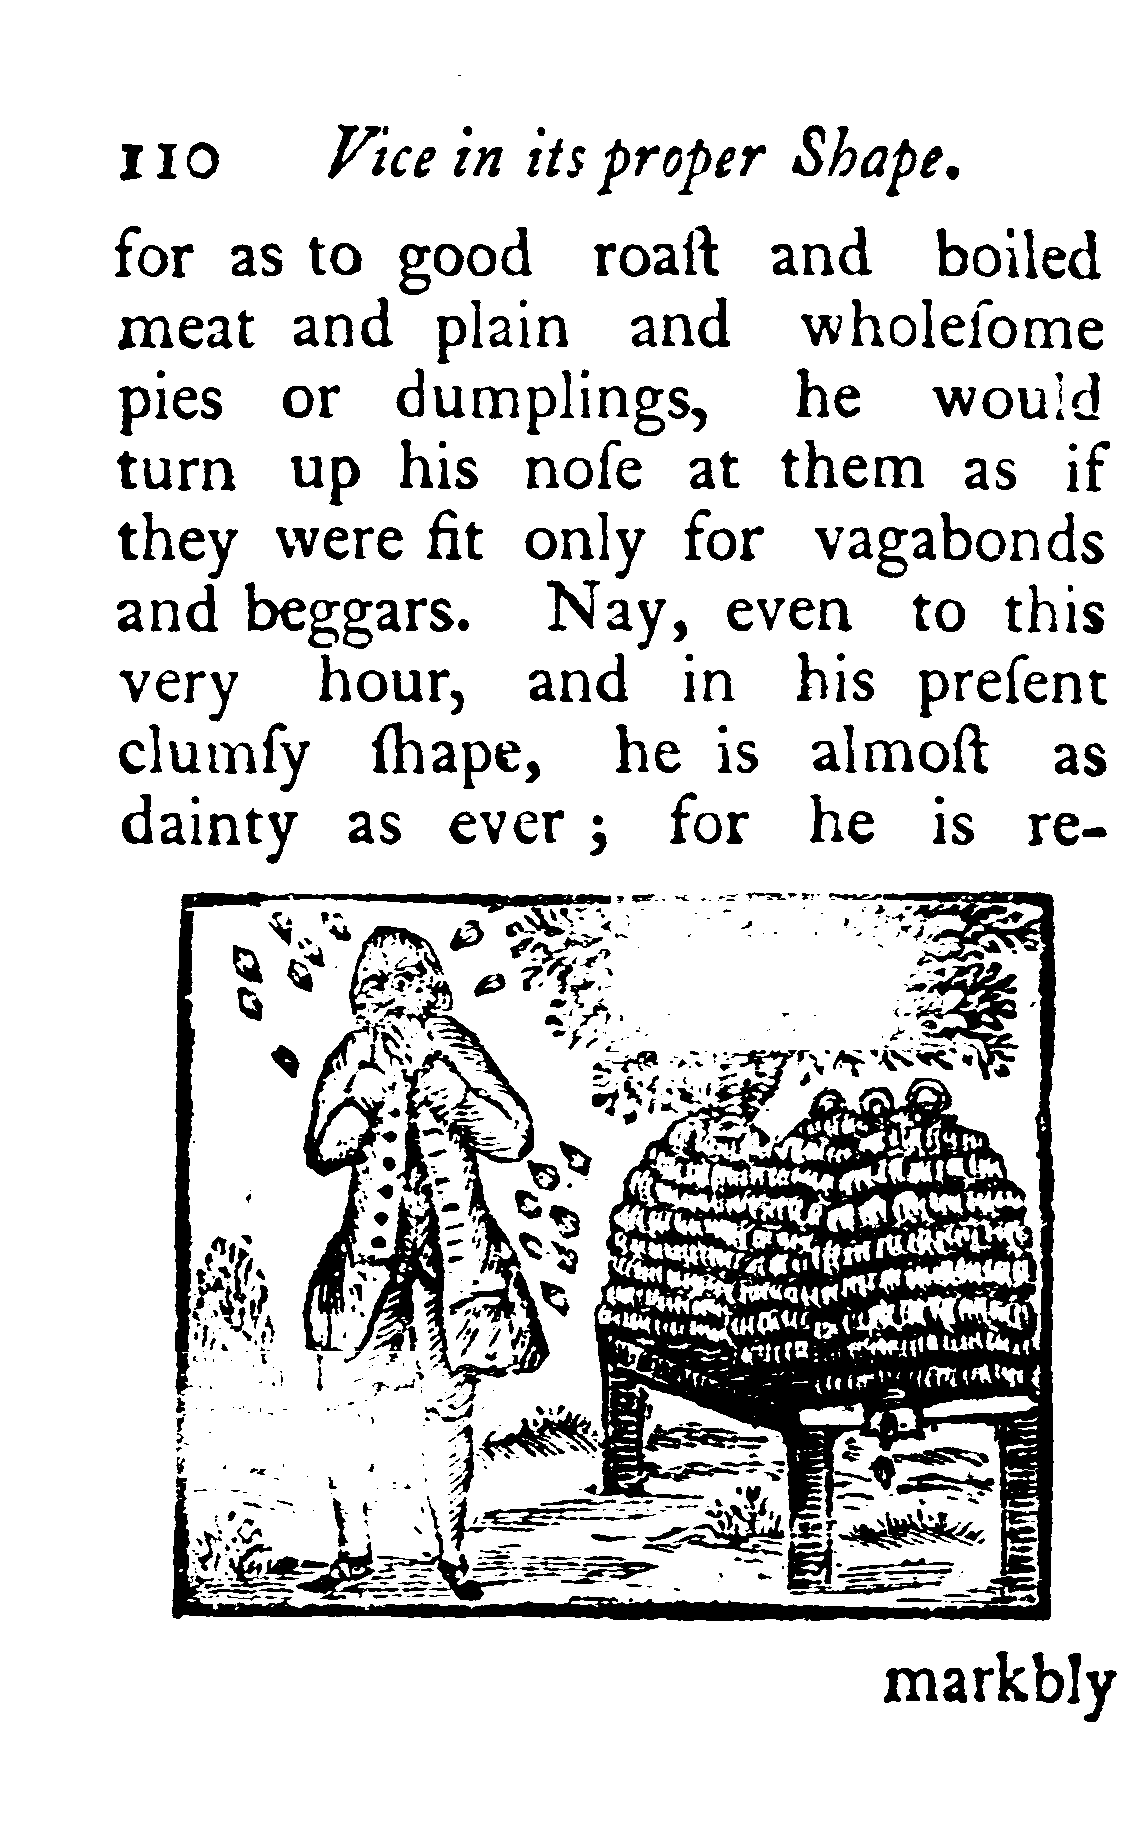 110 Vice in its proper Shape.
for as to good roaſt and boiled
meat and plain and wholeſome
pies or dumplings, he would
turn up his noſe at them as if
they were fit only for vagabonds
and beggars. Nay, even to this
very hour, and in his preſent
clumſy ſhape, he is almoſt as
dainty as ever ; for he is re-
markbly